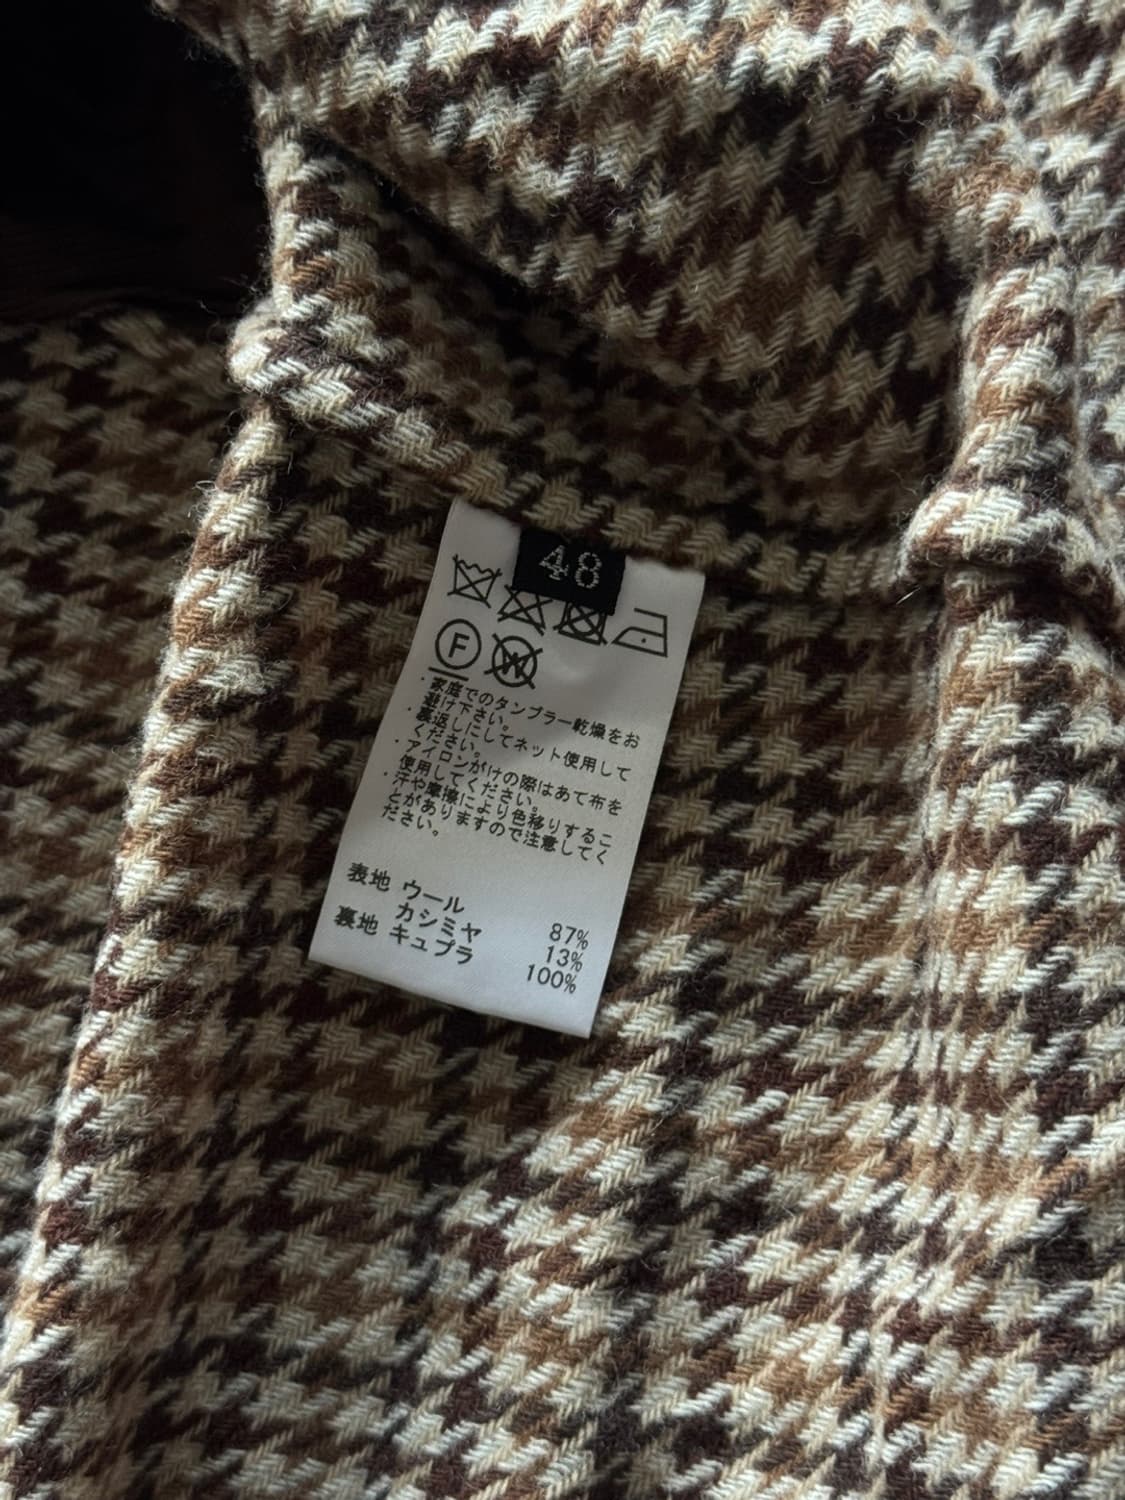 48
F
W
・家庭でのタンブラー乾燥をお
避け下さい。
・裏返しにしてネット使用して
ください。
・アイロンがけの際はあて布を
使用してください。
・汗や摩擦により色移りするこ
とがありますので注意してく
ださい。
表地 ウール 87%
カシミヤ 13%
裏地 キュプラ 100%